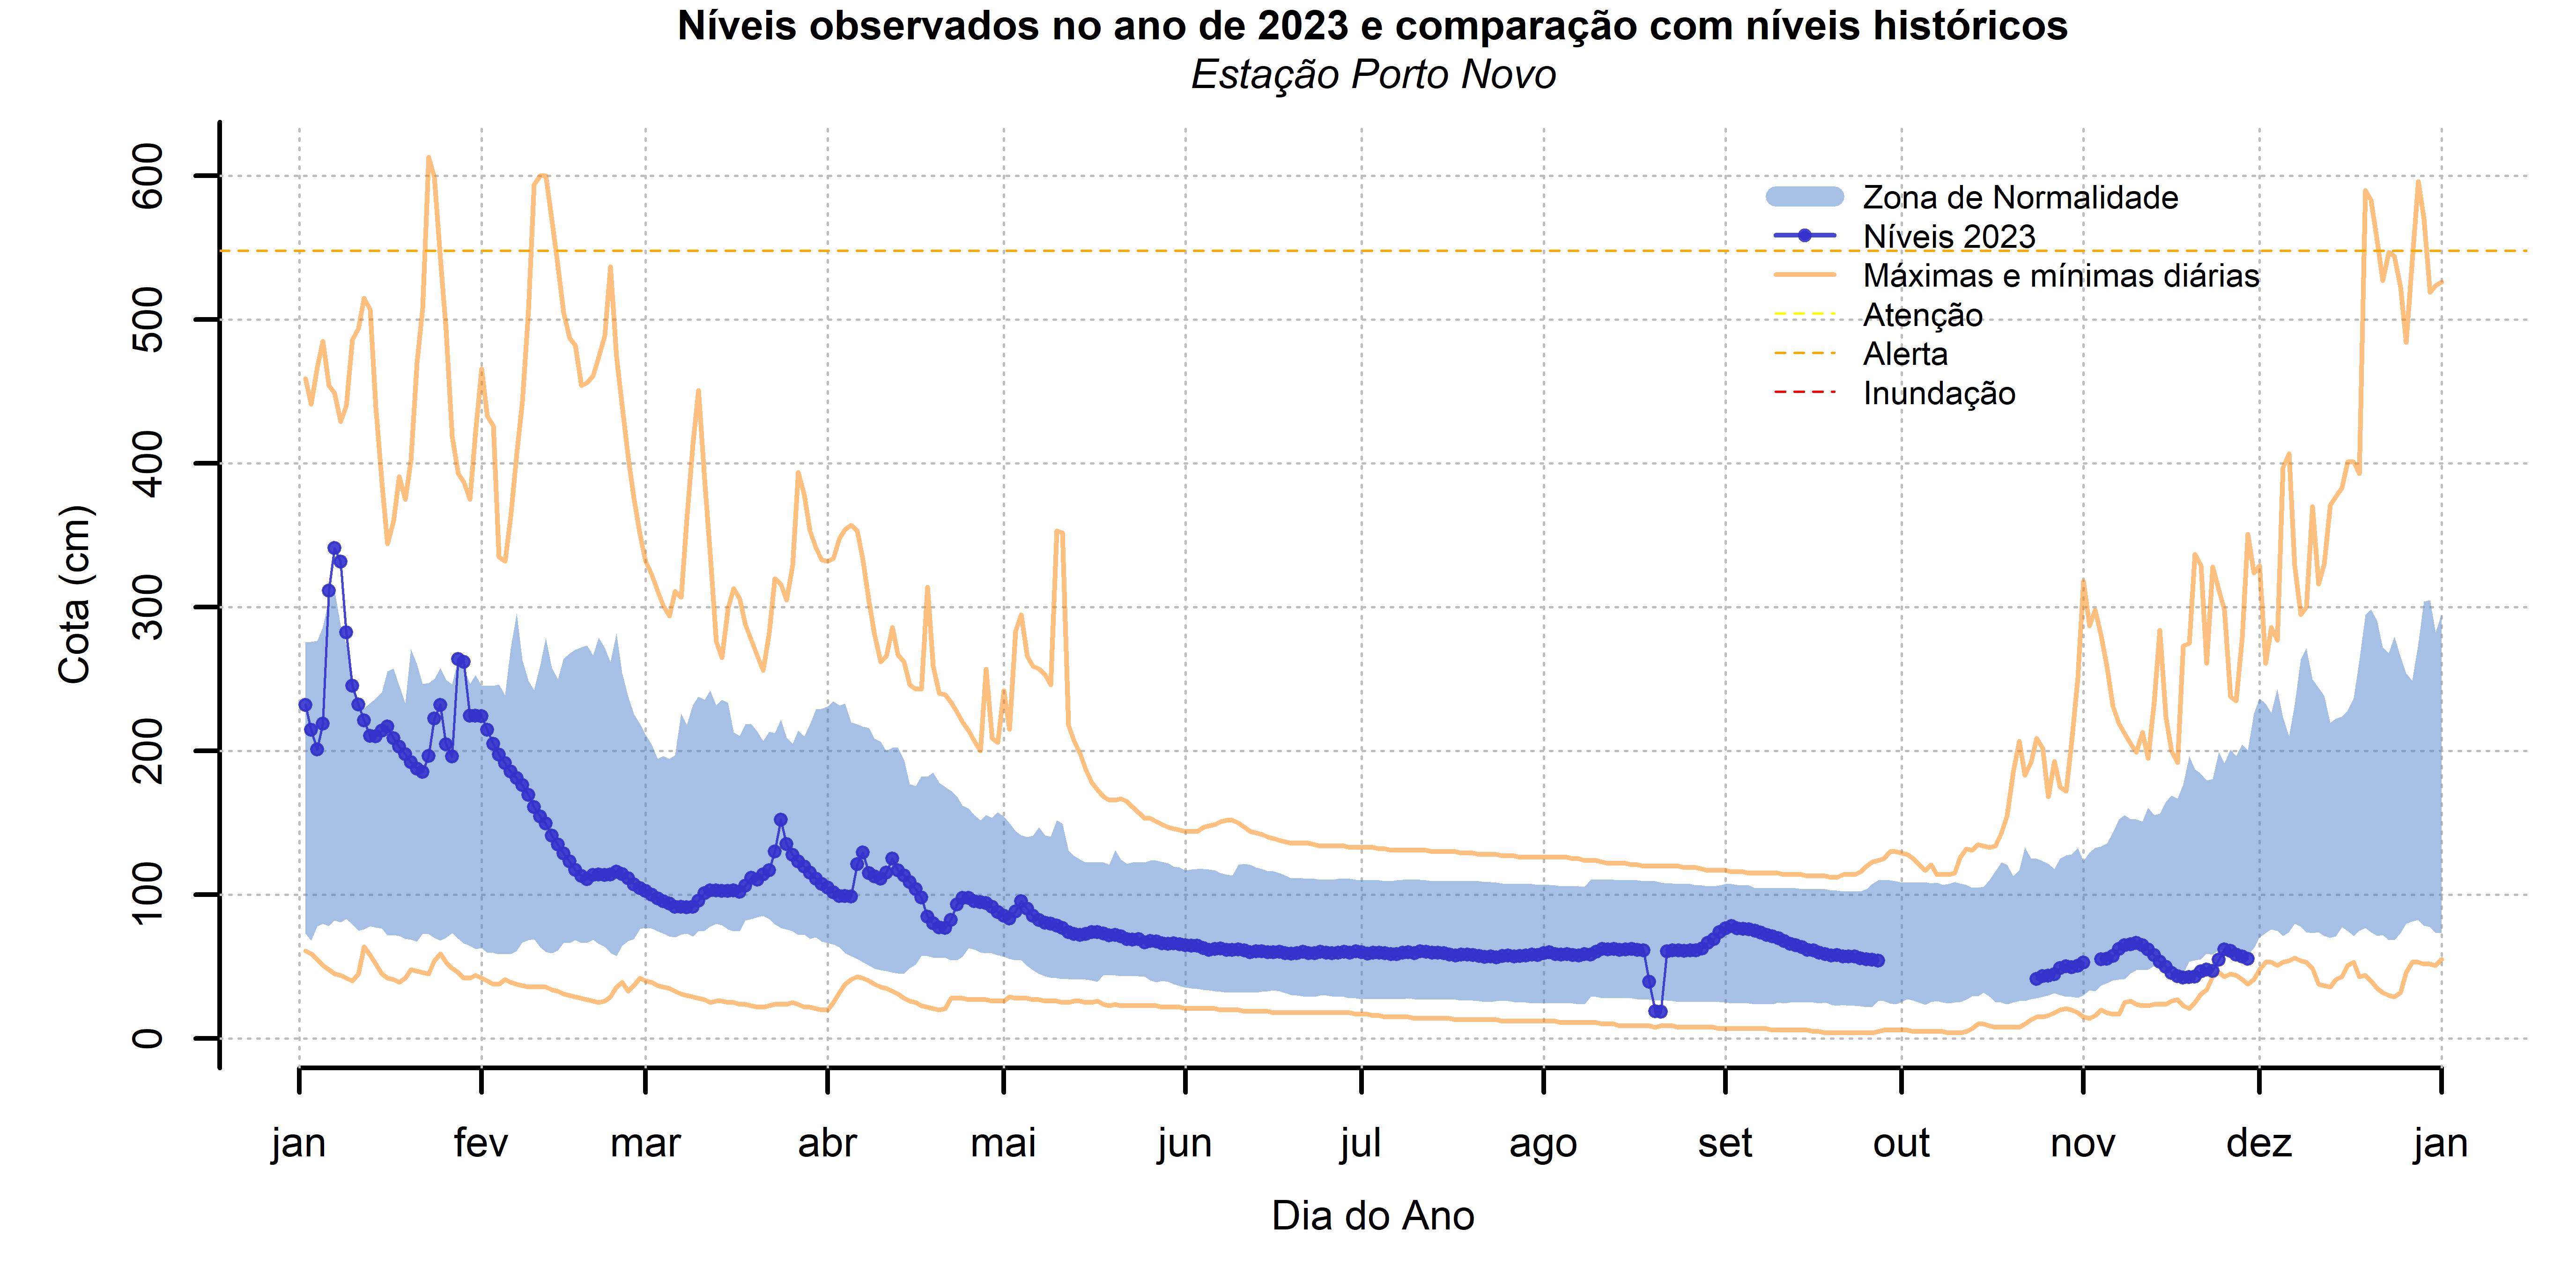 Níveis observados no ano de 2023 e comparação com níveis históricos
Estação Porto Novo
Cota (cm)
600
500
400
300
200
100
0
Zona de Normalidade
Níveis 2023
Máximas e mínimas diárias
Atenção
Alerta
Inundação
jan fev mar abr mai jun jul ago set out nov dez jan
Dia do Ano